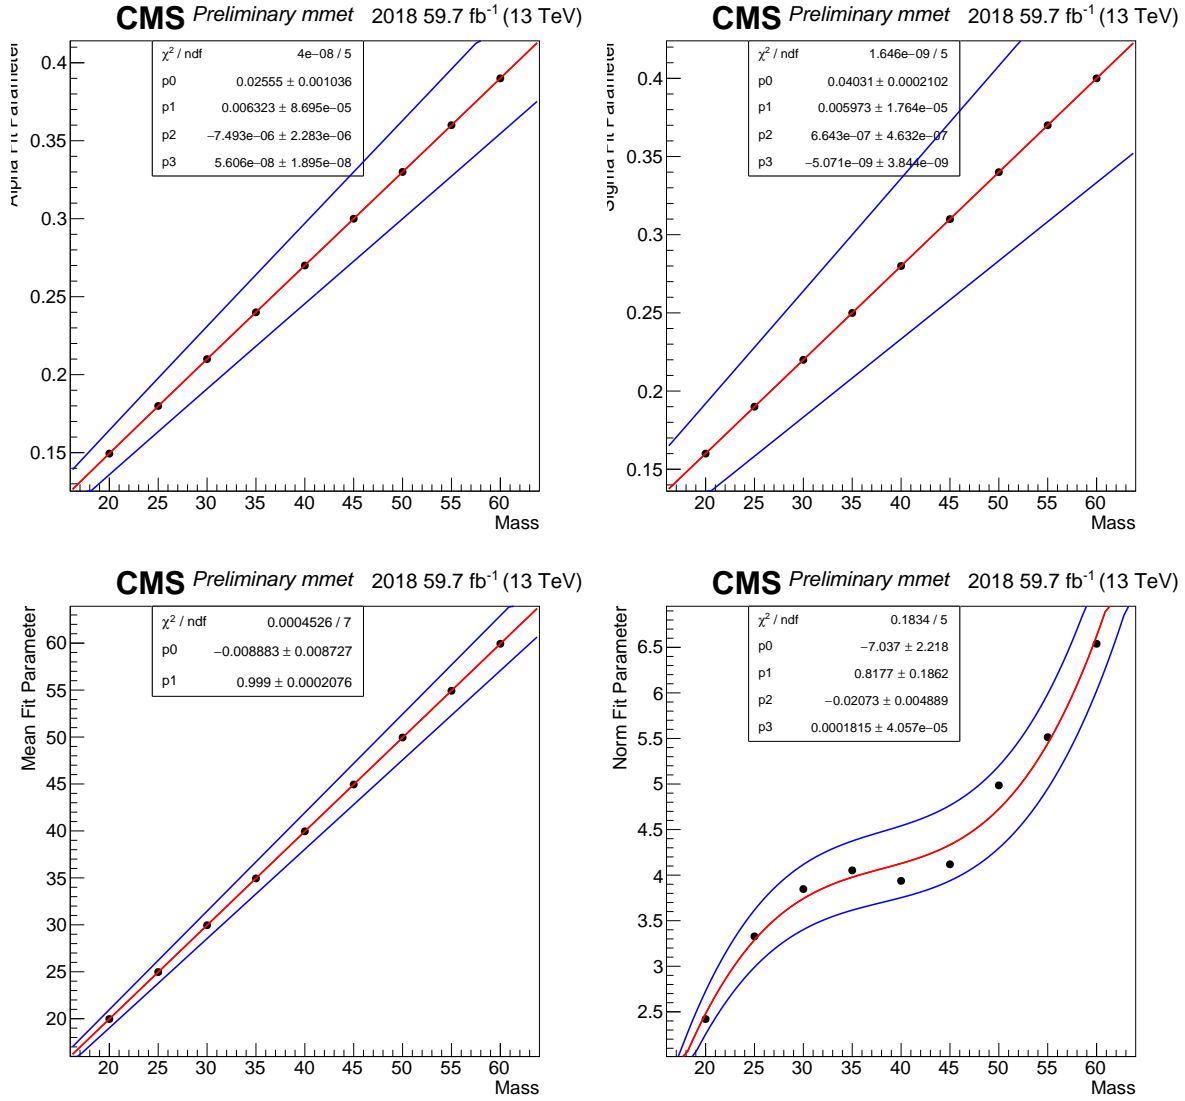 CMS Preliminary mmet 2018 59.7 fb⁻¹ (13 TeV)
Alpha Fit Parameter
χ² / ndf 4e−08 / 5
p0 0.02555 ± 0.001036
p1 0.006323 ± 8.695e−05
p2 −7.493e−06 ± 2.283e−06
p3 5.606e−08 ± 1.895e−08
0.4
0.35
0.3
0.25
0.2
0.15
20 25 30 35 40 45 50 55 60
Mass
CMS Preliminary mmet 2018 59.7 fb⁻¹ (13 TeV)
Sigma Fit Parameter
χ² / ndf 1.646e−09 / 5
p0 0.04031 ± 0.0002102
p1 0.005973 ± 1.764e−05
p2 6.643e−07 ± 4.632e−07
p3 −5.071e−09 ± 3.844e−09
0.4
0.35
0.3
0.25
0.2
0.15
20 25 30 35 40 45 50 55 60
Mass
CMS Preliminary mmet 2018 59.7 fb⁻¹ (13 TeV)
Mean Fit Parameter
χ² / ndf 0.0004526 / 7
p0 −0.008883 ± 0.008727
p1 0.999 ± 0.0002076
60
55
50
45
40
35
30
25
20
20 25 30 35 40 45 50 55 60
Mass
CMS Preliminary mmet 2018 59.7 fb⁻¹ (13 TeV)
Norm Fit Parameter
χ² / ndf 0.1834 / 5
p0 −7.037 ± 2.218
p1 0.8177 ± 0.1862
p2 −0.02073 ± 0.004889
p3 0.0001815 ± 4.057e−05
6.5
6
5.5
5
4.5
4
3.5
3
2.5
20 25 30 35 40 45 50 55 60
Mass